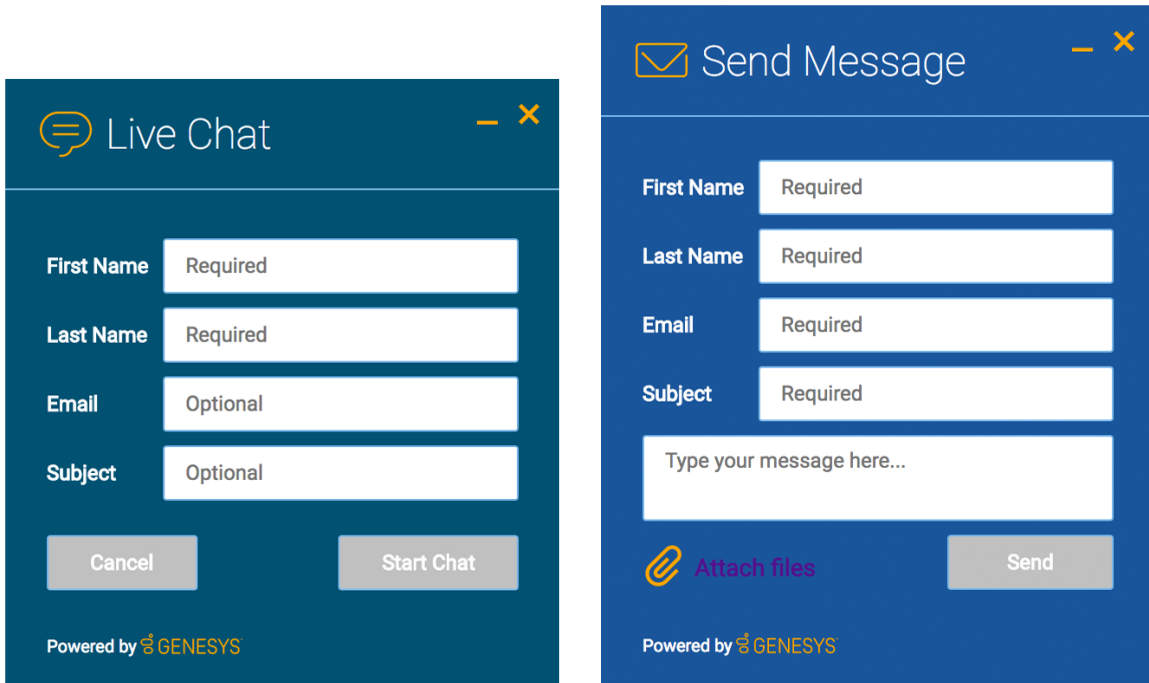 Live Chat
First Name Required
Last Name Required
Email Optional
Subject Optional
Cancel Start Chat
Powered by GENESYS
Send Message
First Name Required
Last Name Required
Email Required
Subject Required
Type your message here...
Attach files Send
Powered by GENESYS